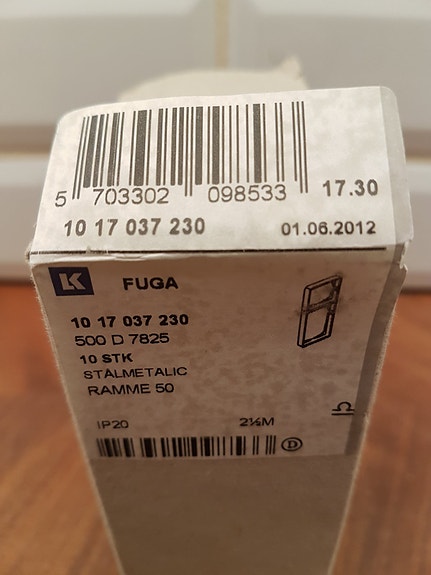 5 703302 098533 17.30
10 17 037 230 01.06.2012
K FUGA
10 17 037 230
500 D 7825
10 STK
STÅLMETALIC
RAMME 50
IP20 2½M
D